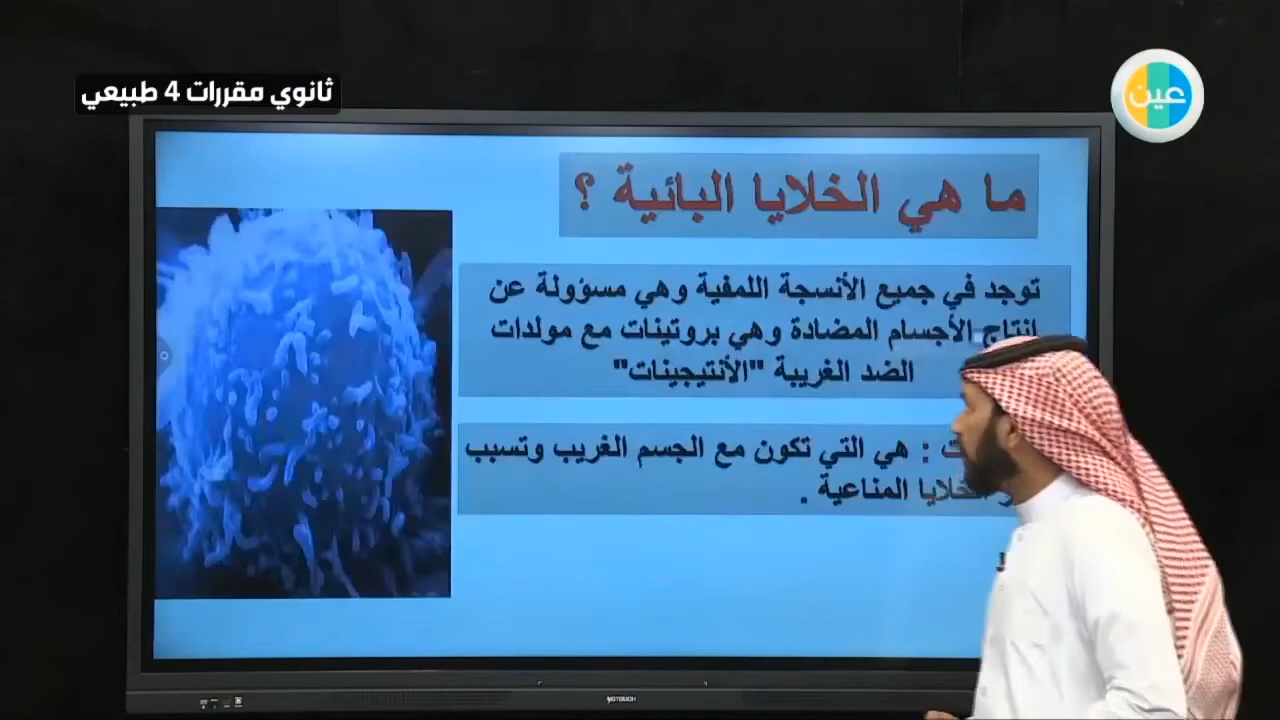 ثانوي مقررات 4 طبيعي
عين
ما هي الخلايا البائية ؟
توجد في جميع الأنسجة اللمفية وهي مسؤولة عن
إنتاج الأجسام المضادة وهي بروتينات مع مولدات
الضد الغريبة "الأنتيجينات"
: هي التي تكون مع الجسم الغريب وتسبب
الخلايا المناعية .